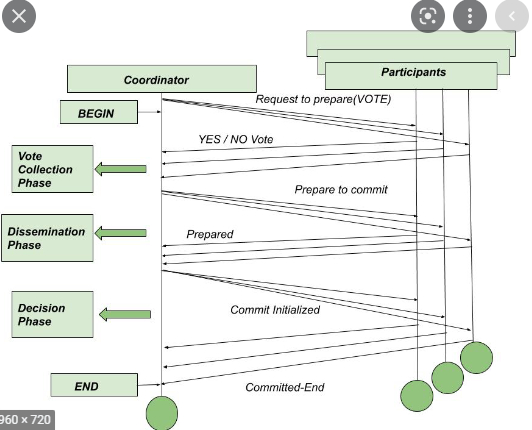 Coordinator
Participants
Request to prepare(VOTE)
BEGIN
YES / NO Vote
Vote
Collection
Phase
Prepare to commit
Dissemination
Phase
Prepared
Decision
Phase
Commit Initialized
END
Committed-End
960 × 720